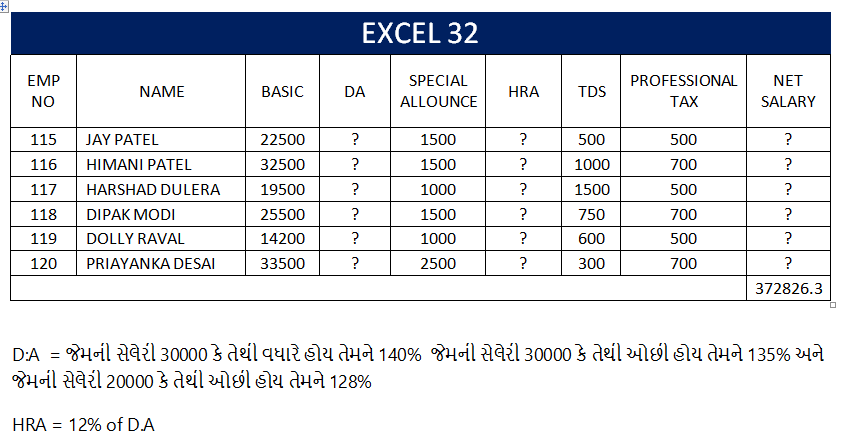 EXCEL 32
EMP NO NAME BASIC DA SPECIAL ALLOUNCE HRA TDS PROFESSIONAL TAX NET SALARY
115 JAY PATEL 22500 ? 1500 ? 500 500 ?
116 HIMANI PATEL 32500 ? 1500 ? 1000 700 ?
117 HARSHAD DULERA 19500 ? 1000 ? 1500 500 ?
118 DIPAK MODI 25500 ? 1500 ? 750 700 ?
119 DOLLY RAVAL 14200 ? 1000 ? 600 500 ?
120 PRIAYANKA DESAI 33500 ? 2500 ? 300 700 ?
372826.3
D:A = જેમની સેલેરી 30000 કે તેથી વધારે હોય તેમને 140% જેમની સેલેરી 30000 કે તેથી ઓછી હોય તેમને 135% અને
જેમની સેલેરી 20000 કે તેથી ઓછી હોય તેમને 128%
HRA = 12% of D.A